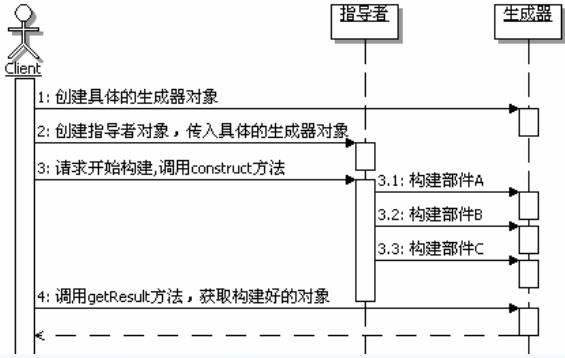 指导者
生成器
Client
1: 创建具体的生成器对象
2: 创建指导者对象，传入具体的生成器对象
3: 请求开始构建,调用construct方法
3.1: 构建部件A
3.2: 构建部件B
3.3: 构建部件C
4: 调用getResult方法，获取构建好的对象